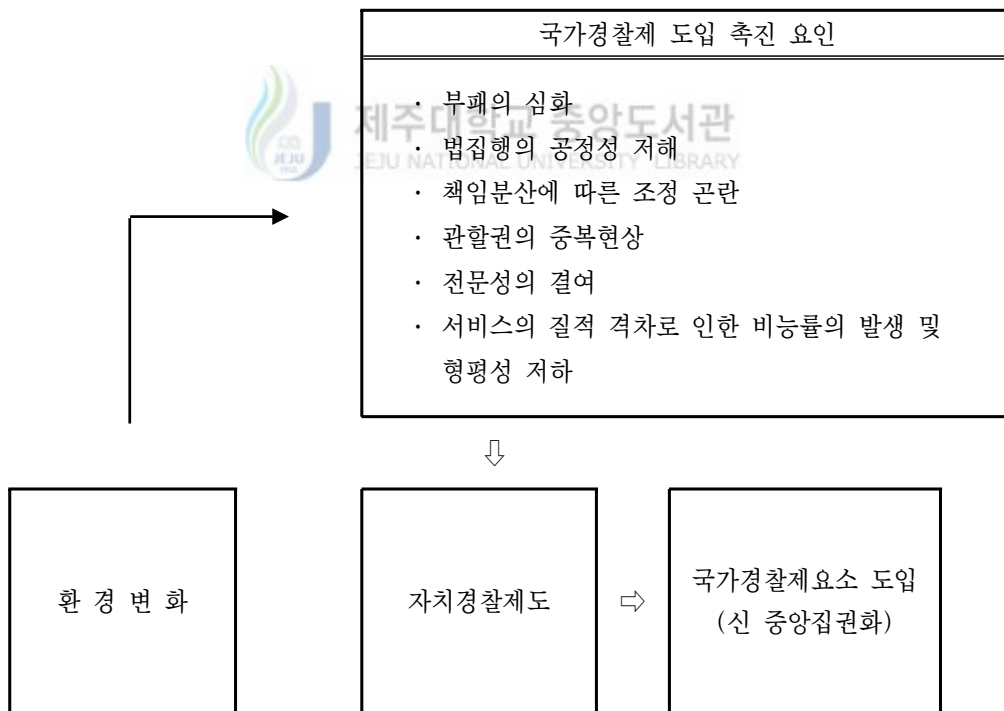 국가경찰제 도입 촉진 요인
· 부패의 심화
제주대학교 중앙도서관
· 법집행의 공정성 저해
JEJU NATIONAL UNIVERSITY LIBRARY
JEJU
1952
· 책임분산에 따른 조정 곤란
· 관할권의 중복현상
· 전문성의 결여
· 서비스의 질적 격차로 인한 비능률의 발생 및
형평성 저하
환 경 변 화
자치경찰제도
국가경찰제요소 도입
(신 중앙집권화)